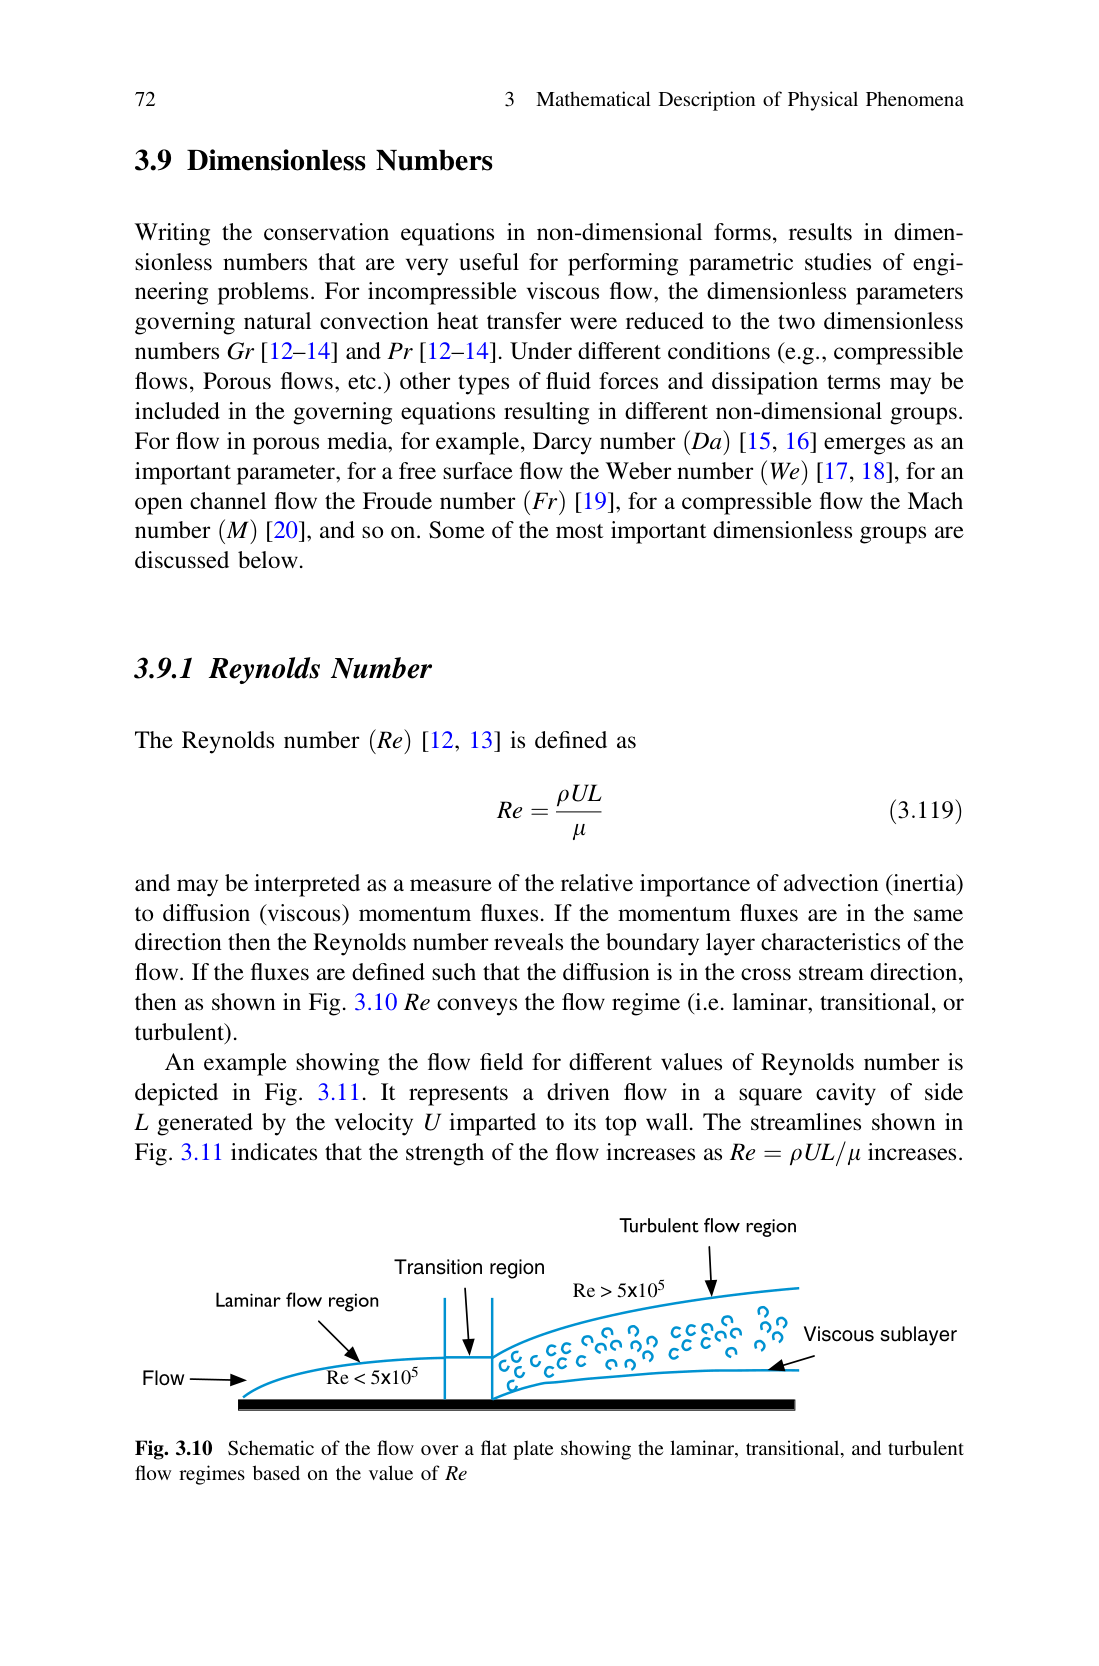 72
3 Mathematical Description of Physical Phenomena
3.9 Dimensionless Numbers
Writing the conservation equations in non-dimensional forms, results in dimen-
sionless numbers that are very useful for performing parametric studies of engi-
neering problems. For incompressible viscous flow, the dimensionless parameters
governing natural convection heat transfer were reduced to the two dimensionless
numbers Gr [12–14] and Pr [12–14]. Under different conditions (e.g., compressible
flows, Porous flows, etc.) other types of fluid forces and dissipation terms may be
included in the governing equations resulting in different non-dimensional groups.
For flow in porous media, for example, Darcy number (Da) [15, 16] emerges as an
important parameter, for a free surface flow the Weber number (We) [17, 18], for an
open channel flow the Froude number (Fr) [19], for a compressible flow the Mach
number (M) [20], and so on. Some of the most important dimensionless groups are
discussed below.
3.9.1 Reynolds Number
The Reynolds number (Re) [12, 13] is defined as
Re = ρUL/μ (3.119)
and may be interpreted as a measure of the relative importance of advection (inertia)
to diffusion (viscous) momentum fluxes. If the momentum fluxes are in the same
direction then the Reynolds number reveals the boundary layer characteristics of the
flow. If the fluxes are defined such that the diffusion is in the cross stream direction,
then as shown in Fig. 3.10 Re conveys the flow regime (i.e. laminar, transitional, or
turbulent).
An example showing the flow field for different values of Reynolds number is
depicted in Fig. 3.11. It represents a driven flow in a square cavity of side
L generated by the velocity U imparted to its top wall. The streamlines shown in
Fig. 3.11 indicates that the strength of the flow increases as Re = ρUL/μ increases.
Turbulent flow region
Transition region
Re > 5x10⁵
Laminar flow region
Viscous sublayer
Flow
Re < 5x10⁵
Fig. 3.10 Schematic of the flow over a flat plate showing the laminar, transitional, and turbulent
flow regimes based on the value of Re